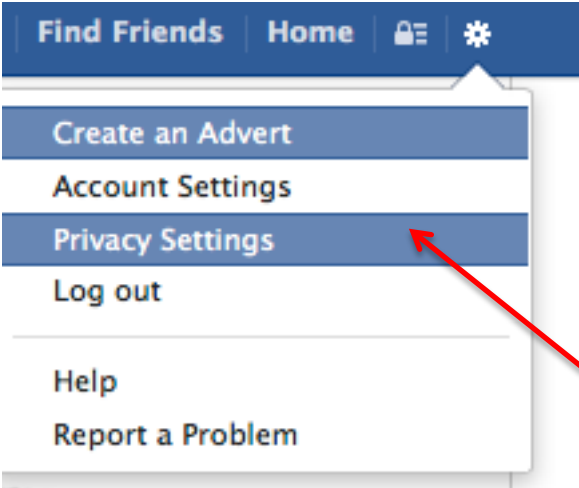 Find Friends Home
Create an Advert
Account Settings
Privacy Settings
Log out
Help
Report a Problem